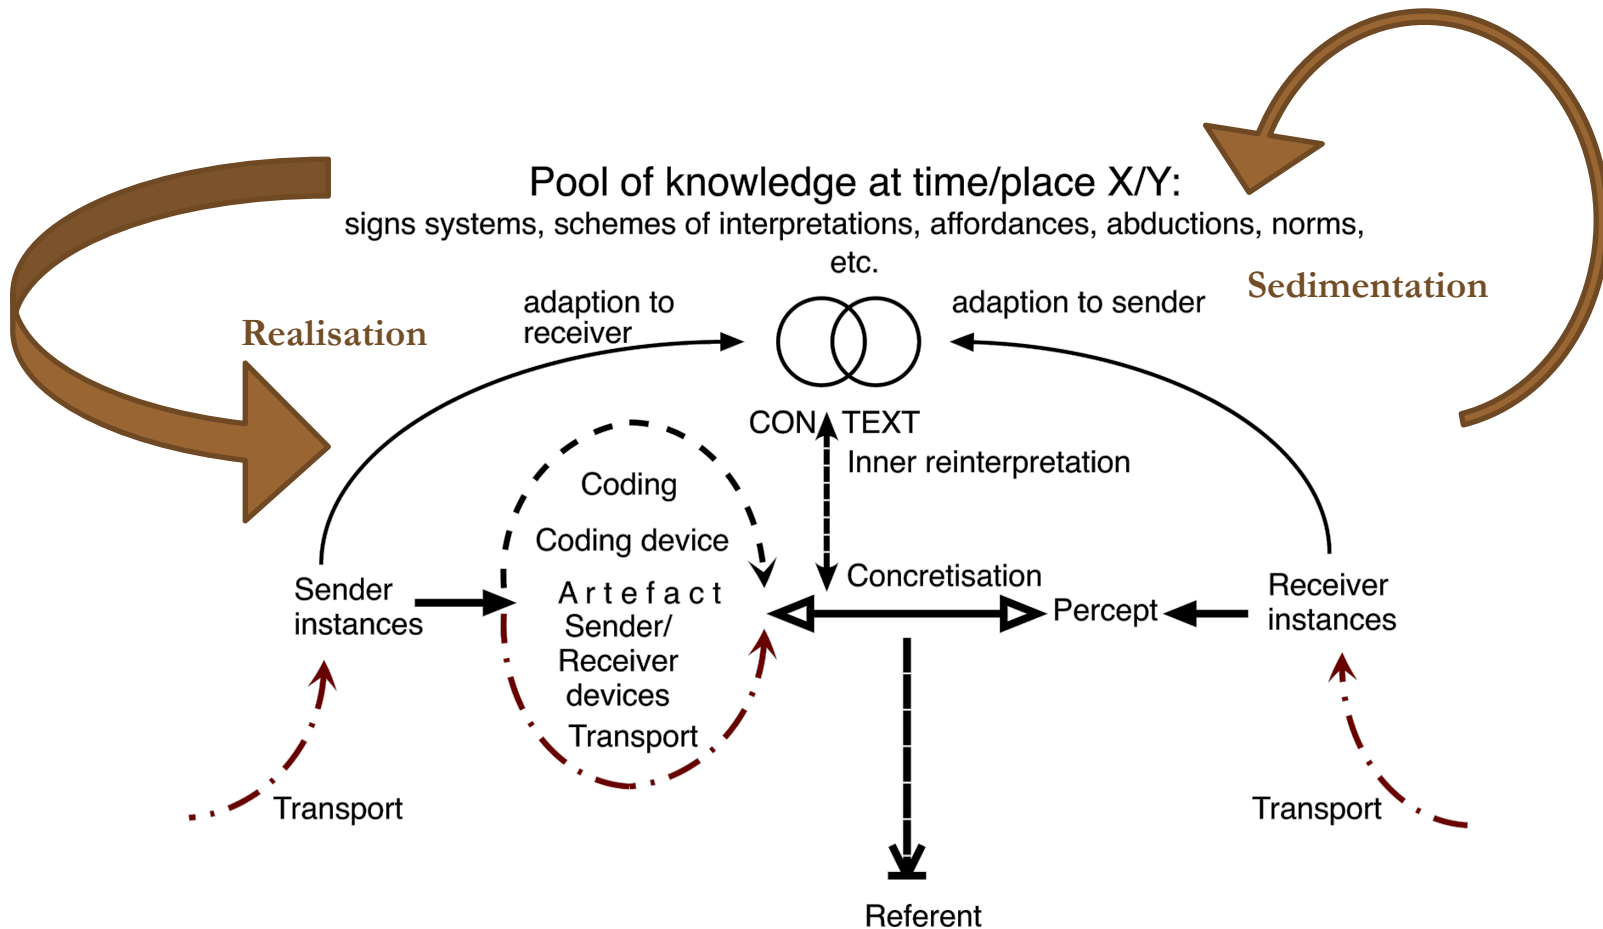 Pool of knowledge at time/place X/Y:
signs systems, schemes of interpretations, affordances, abductions, norms,
etc.
adaption to
receiver
adaption to sender
Realisation
Sedimentation
CON TEXT
Inner reinterpretation
Coding
Coding device
Artefact
Sender/
Receiver
devices
Transport
Sender
instances
Concretisation
Percept
Receiver
instances
Transport
Transport
Referent